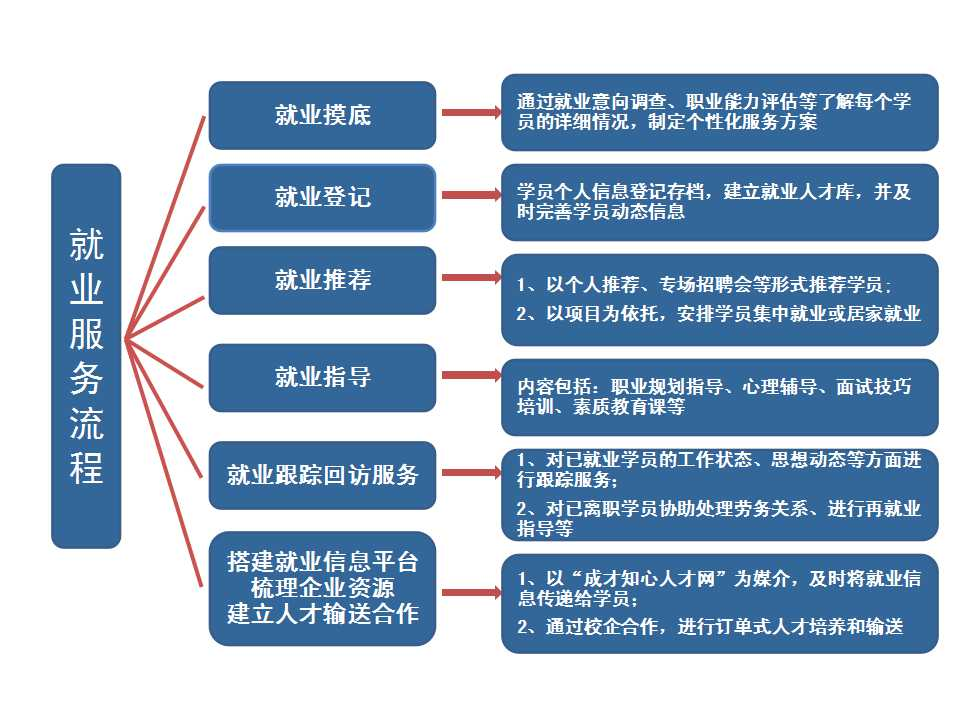 就业服务流程
就业摸底
通过就业意向调查、职业能力评估等了解每个学
员的详细情况，制定个性化服务方案
就业登记
学员个人信息登记存档，建立就业人才库，并及
时完善学员动态信息
就业推荐
1、以个人推荐、专场招聘会等形式推荐学员;
2、以项目为依托，安排学员集中就业或居家就业
就业指导
内容包括：职业规划指导、心理辅导、面试技巧
培训、素质教育课等
就业跟踪回访服务
1、对已就业学员的工作状态、思想动态等方面进
行跟踪服务；
2、对已离职学员协助处理劳务关系、进行再就业
指导等
搭建就业信息平台
梳理企业资源
建立人才输送合作
1、以“成才知心人才网”为媒介，及时将就业信
息传递给学员；
2、通过校企合作，进行订单式人才培养和输送